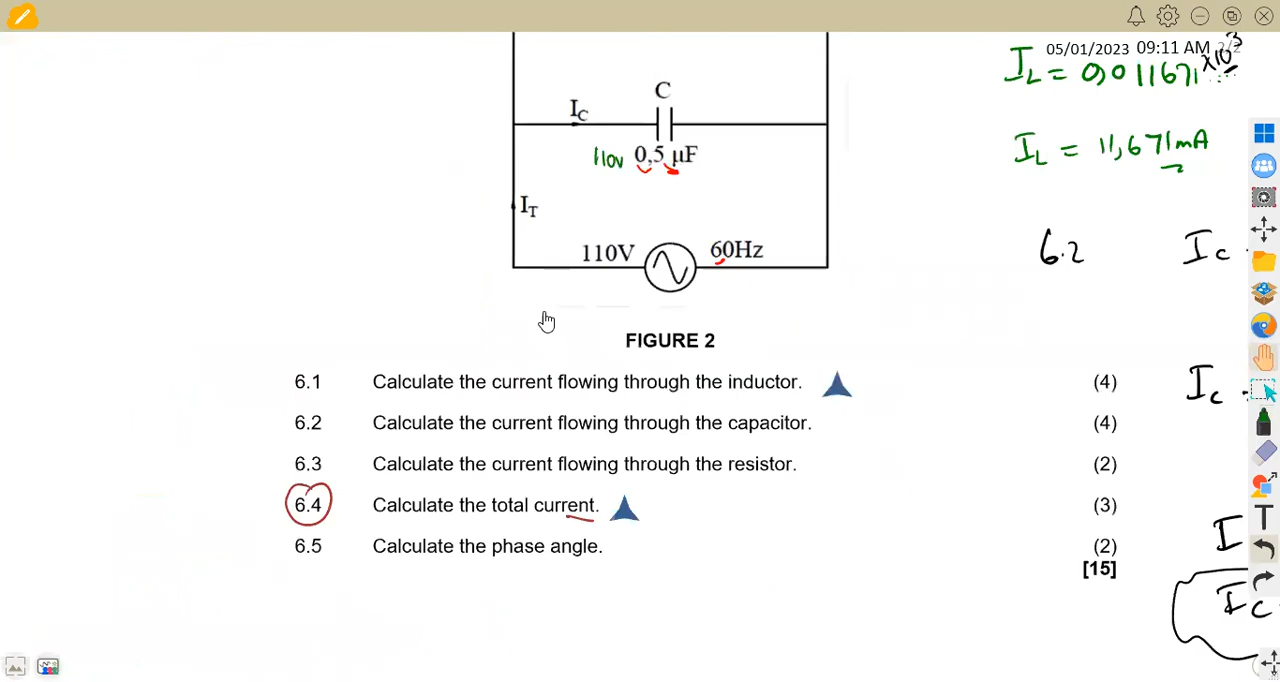 05/01/2023 09:11 AM 2/2
I_L = 0,011671 ×10³
C
I_C
110V 0,5 µF
I_L = 11,671mA
I_T
110V 60Hz
6.2 I_C
FIGURE 2
6.1 Calculate the current flowing through the inductor. (4)
I_C
6.2 Calculate the current flowing through the capacitor. (4)
6.3 Calculate the current flowing through the resistor. (2)
6.4 Calculate the total current. (3)
I
6.5 Calculate the phase angle. (2)
[15]
I_C
T